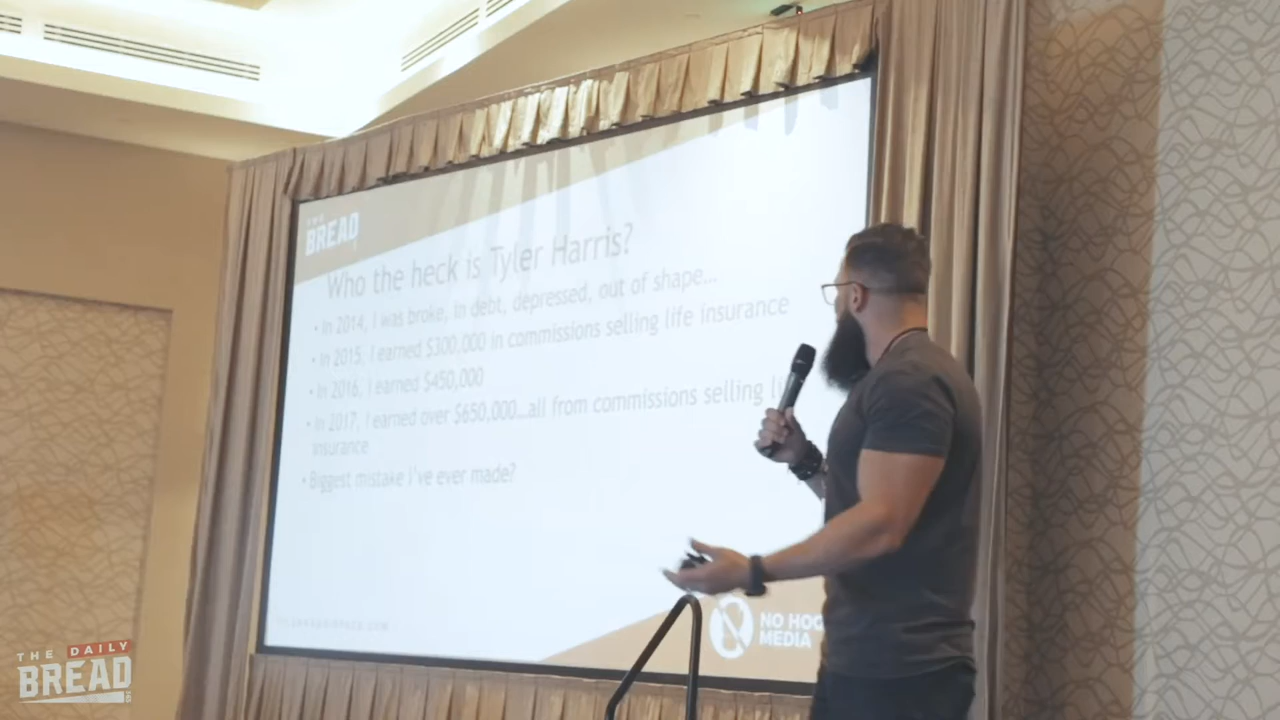 BREAD
Who the heck is Tyler Harris?
• In 2014, I was broke, in debt, depressed, out of shape...
• In 2015, I earned $300,000 in commissions selling life insurance
• In 2016, I earned $450,000
• In 2017, I earned over $650,000...all from commissions selling li
insurance
• Biggest mistake I've ever made?
NO HOG
MEDIA
THE DAILY
BREAD